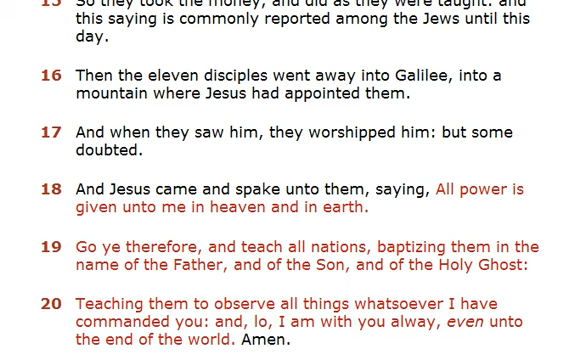 15 So they took the money, and did as they were taught: and
this saying is commonly reported among the Jews until this
day.
16 Then the eleven disciples went away into Galilee, into a
mountain where Jesus had appointed them.
17 And when they saw him, they worshipped him: but some
doubted.
18 And Jesus came and spake unto them, saying, All power is
given unto me in heaven and in earth.
19 Go ye therefore, and teach all nations, baptizing them in the
name of the Father, and of the Son, and of the Holy Ghost:
20 Teaching them to observe all things whatsoever I have
commanded you: and, lo, I am with you alway, even unto
the end of the world. Amen.